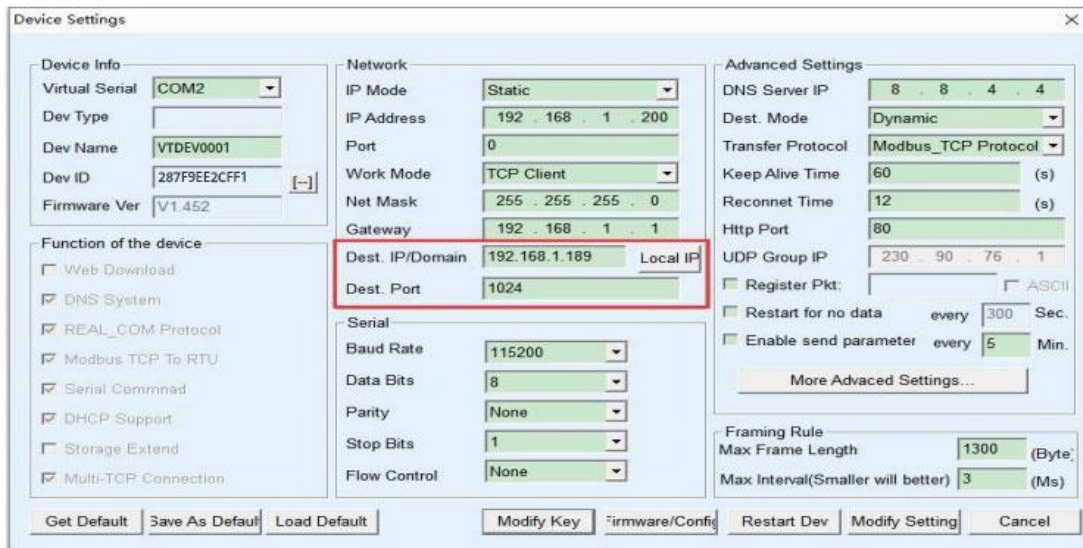 Device Settings
Device Info
Virtual Serial COM2
Dev Type
Dev Name VTDEV0001
Dev ID 287F9EE2CFF1 [--]
Firmware Ver V1.452
Function of the device
Web Download
DNS System
REAL_COM Protocol
Modbus TCP To RTU
Serial Commnad
DHCP Support
Storage Extend
Multi-TCP Connection
Network
IP Mode Static
IP Address 192 . 168 . 1 . 200
Port 0
Work Mode TCP Client
Net Mask 255 . 255 . 255 . 0
Gateway 192 . 168 . 1 . 1
Dest. IP/Domain 192.168.1.189 Local IP
Dest. Port 1024
Serial
Baud Rate 115200
Data Bits 8
Parity None
Stop Bits 1
Flow Control None
Advanced Settings
DNS Server IP 8 . 8 . 4 . 4
Dest. Mode Dynamic
Transfer Protocol Modbus_TCP Protocol
Keep Alive Time 60 (s)
Reconnet Time 12 (s)
Http Port 80
UDP Group IP 230 . 90 . 76 . 1
Register Pkt: ASCII
Restart for no data every 300 Sec.
Enable send parameter every 5 Min.
More Advaced Settings...
Framing Rule
Max Frame Length 1300 (Byte)
Max Interval(Smaller will better) 3 (Ms)
Get Default Save As Defaul Load Default Modify Key Firmware/Config Restart Dev Modify Setting Cancel